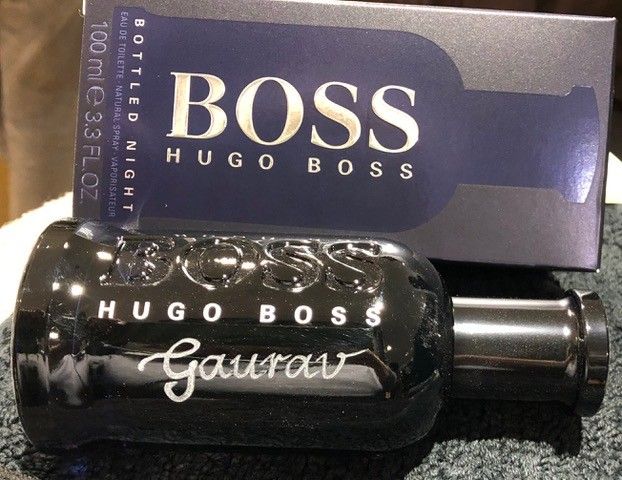 BOTTLED NIGHT
EAU DE TOILETTE · NATURAL SPRAY · VAPORISATEUR
100 ml ℮ 3.3 FL.OZ
BOSS
HUGO BOSS
BOSS
HUGO BOSS
Gaurav